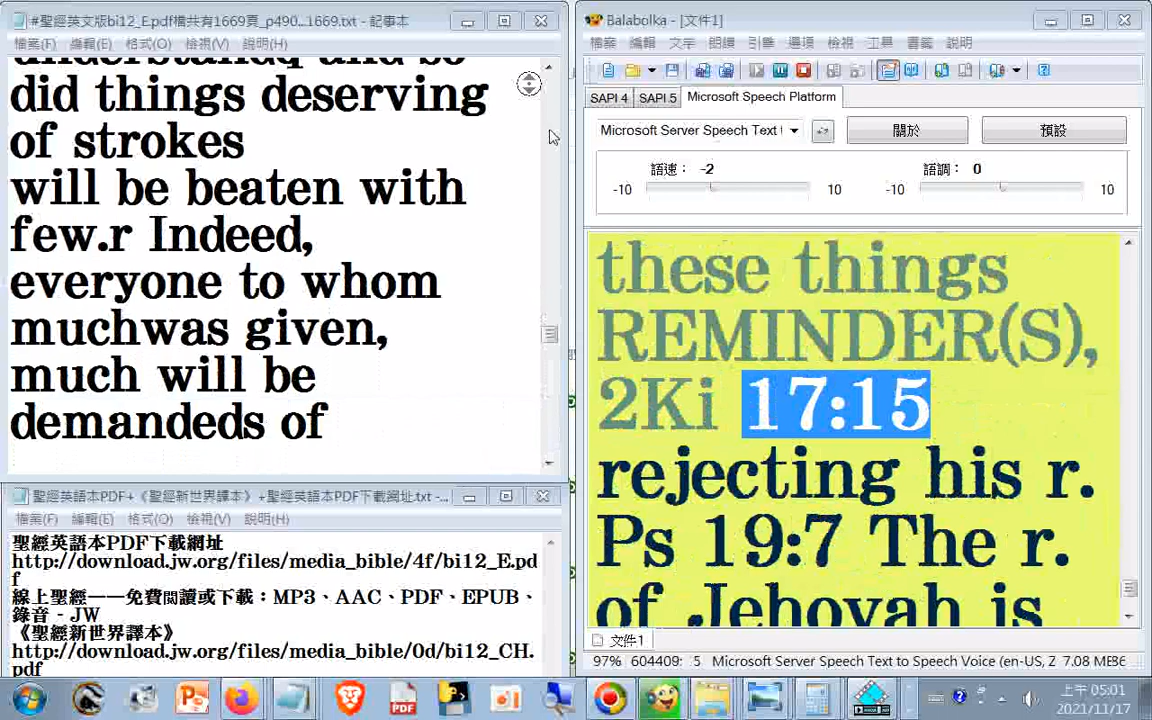 #聖經英文版bi12_E.pdf橫共有1669頁_p490...1669.txt - 記事本
檔案(F) 編輯(E) 格式(O) 檢視(V) 說明(H)
did things deserving
of strokes
will be beaten with
few.r Indeed,
everyone to whom
muchwas given,
much will be
demandeds of
聖經英語本PDF+《聖經新世界譯本》+聖經英語本PDF下載網址.txt -...
檔案(F) 編輯(E) 格式(O) 檢視(V) 說明(H)
聖經英語本PDF下載網址
http://download.jw.org/files/media_bible/4f/bi12_E.pd
f
線上聖經——免費閱讀或下載：MP3、AAC、PDF、EPUB、
錄音 - JW
《聖經新世界譯本》
http://download.jw.org/files/media_bible/0d/bi12_CH.
pdf
Balabolka - [文件1]
檔案 編輯 文字 朗讀 引擎 選項 檢視 工具 書籤 說明
SAPI 4 SAPI 5 Microsoft Speech Platform
Microsoft Server Speech Text 關於 預設
語速： -2 語調： 0
-10 10 -10 10
these things
REMINDER(S),
2Ki 17:15
rejecting his r.
Ps 19:7 The r.
of Jehovah is
文件1
97% 604409: 5 Microsoft Server Speech Text to Speech Voice (en-US, Z 7.08 МБ
上午 05:01
2021/11/17